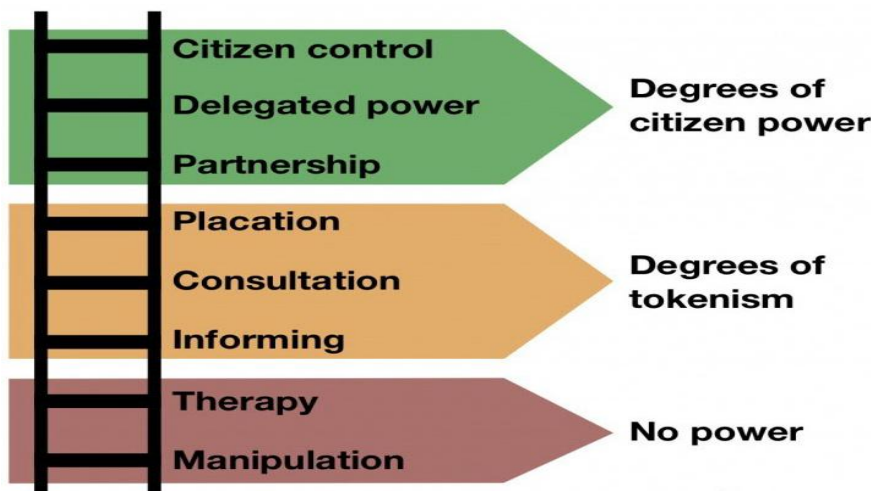 Citizen control
Delegated power
Partnership
Degrees of
citizen power
Placation
Consultation
Informing
Degrees of
tokenism
Therapy
Manipulation
No power